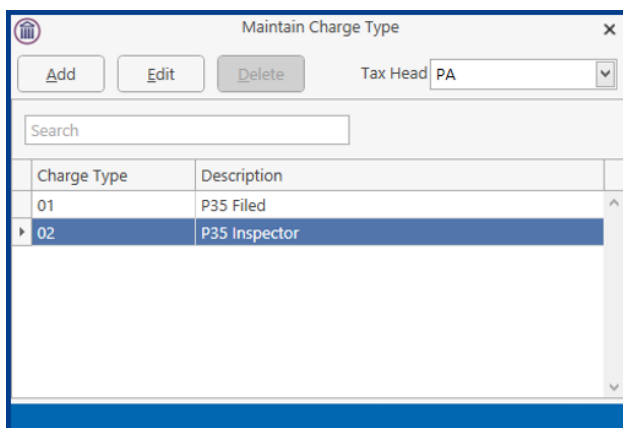 Maintain Charge Type
Add Edit Delete Tax Head PA
Search
Charge Type Description
01 P35 Filed
02 P35 Inspector